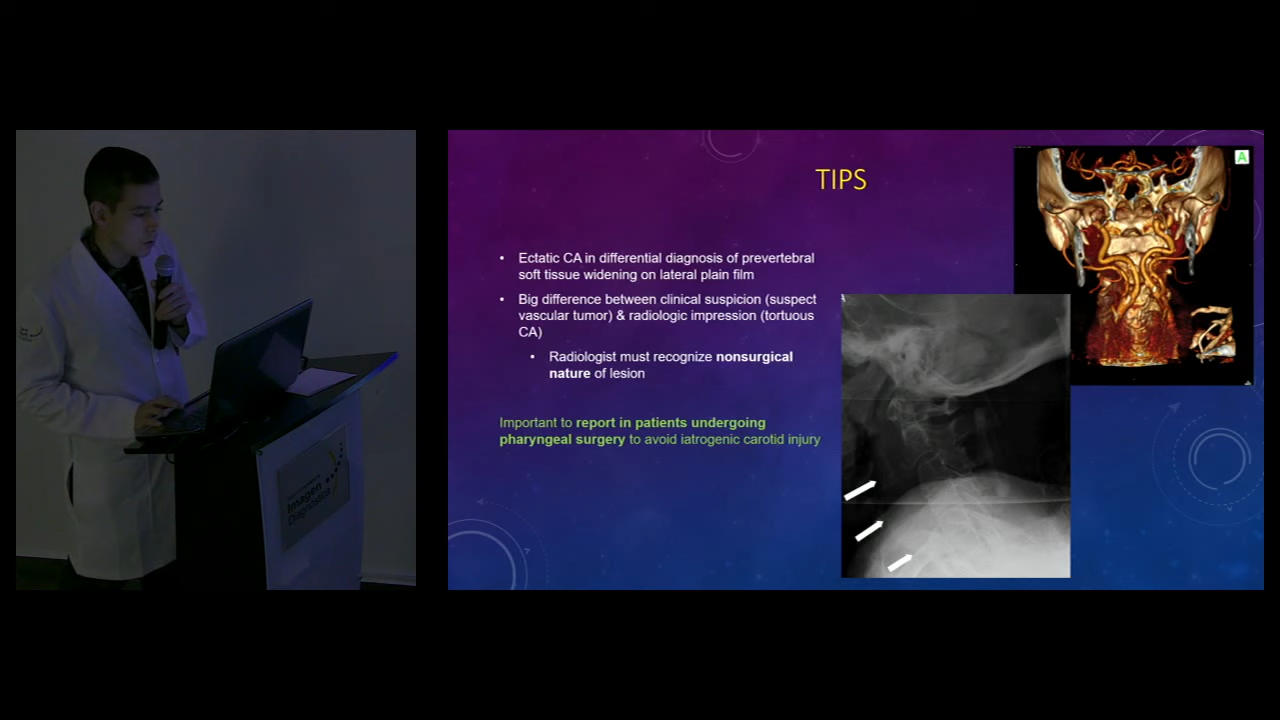 TIPS
A
• Ectatic CA in differential diagnosis of prevertebral
soft tissue widening on lateral plain film
• Big difference between clinical suspicion (suspect
vascular tumor) & radiologic impression (tortuous
CA)
• Radiologist must recognize nonsurgical
nature of lesion
Important to report in patients undergoing
pharyngeal surgery to avoid iatrogenic carotid injury
Imagen
Diagnostica